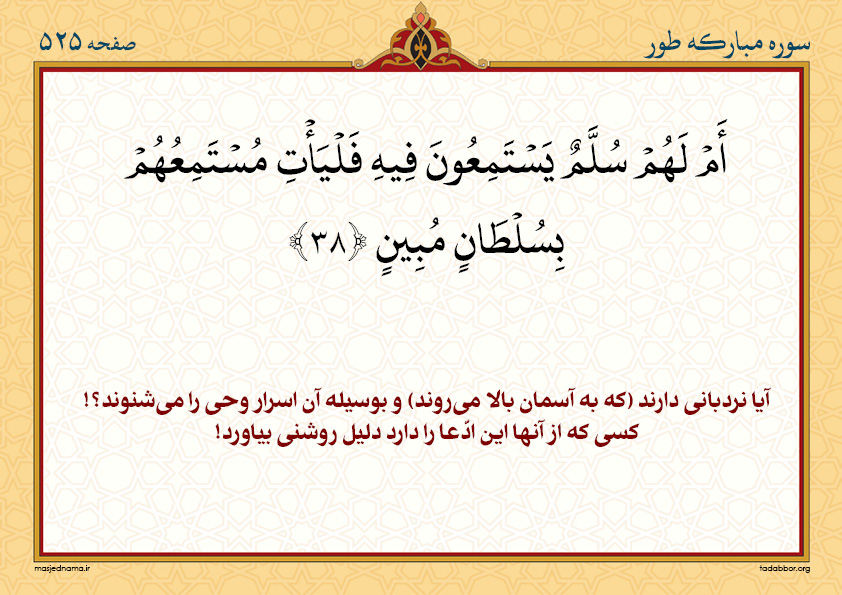 سوره مبارکه طور
صفحه ۵۲۵
أَمۡ لَهُمۡ سُلَّمٌ يَسۡتَمِعُونَ فِيهِ فَلۡيَأۡتِ مُسۡتَمِعُهُمۡ
بِسُلۡطَانٍ مُبِينٍ ﴿۳۸﴾
آیا نردبانی دارند (که به آسمان بالا می‌روند) و بوسیله آن اسرار وحی را می‌شنوند؟!
کسی که از آنها این ادّعا را دارد دلیل روشنی بیاورد!
masjednama.ir
tadabbor.org